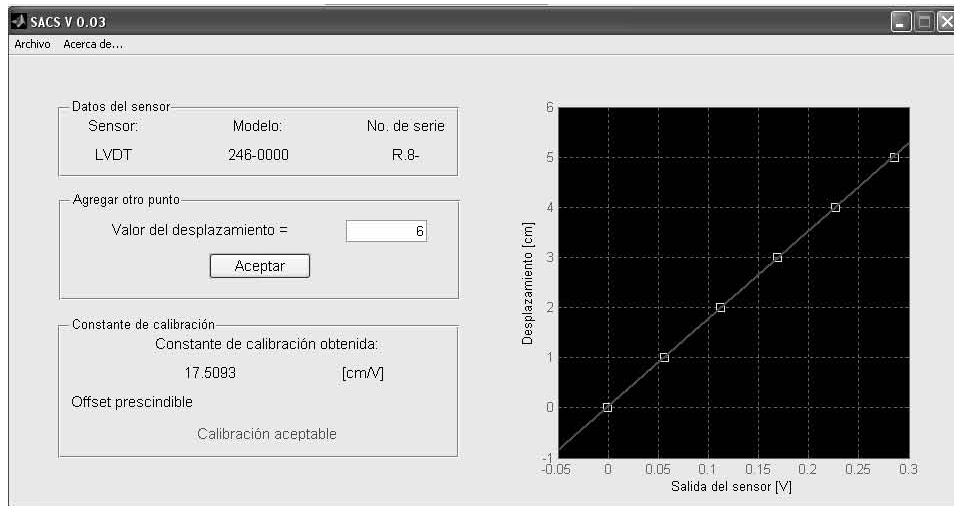 SACS V 0.03
Archivo Acerca de...
Datos del sensor
Sensor: Modelo: No. de serie
LVDT 246-0000 R.8-
Agregar otro punto
Valor del desplazamiento = 6
Aceptar
Constante de calibración
Constante de calibración obtenida:
17.5093 [cm/V]
Offset prescindible
Calibración aceptable
Desplazamiento [cm]
6
5
4
3
2
1
0
-1
-0.05 0 0.05 0.1 0.15 0.2 0.25 0.3
Salida del sensor [V]